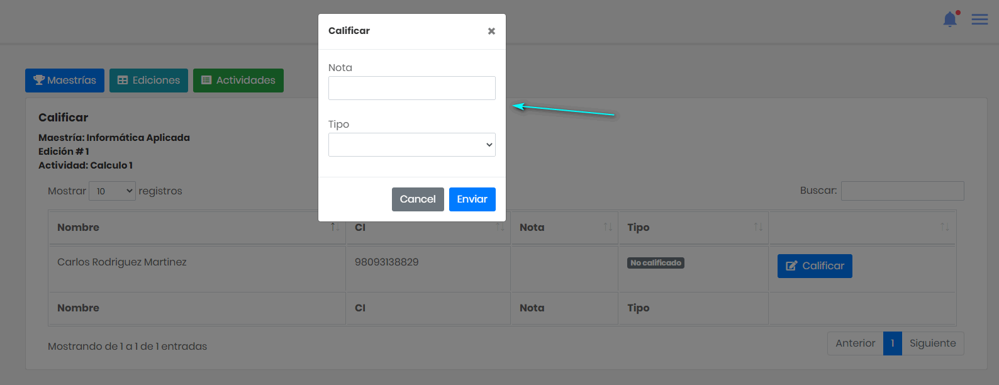 Calificar
Nota
Tipo
Cancel Enviar
Maestrías Ediciones Actividades
Calificar
Maestría: Informática Aplicada
Edición # 1
Actividad: Calculo 1
Mostrar 10 registros Buscar:
Nombre CI Nota Tipo
Carlos Rodriguez Martinez 98093138829 No calificado Calificar
Nombre CI Nota Tipo
Mostrando de 1 a 1 de 1 entradas Anterior 1 Siguiente